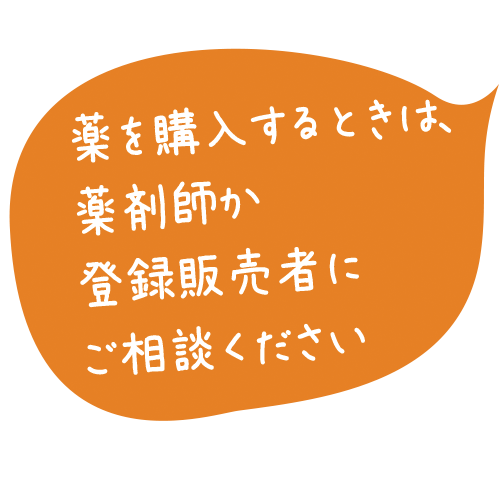 薬を購入するときは、
薬剤師か
登録販売者に
ご相談ください